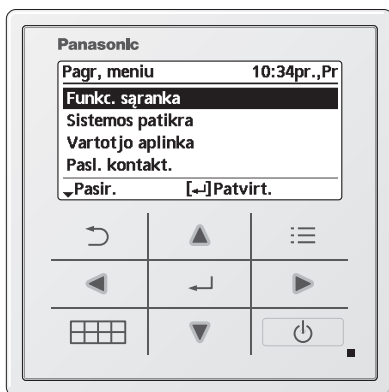 Panasonic
Pagr, meniu 10:34pr.,Pr
Funkc. sąranka
Sistemos patikra
Vartotjo aplinka
Pasl. kontakt.
Pasir. [↵]Patvirt.